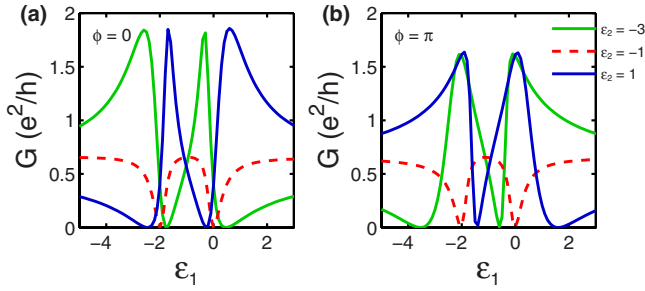 (a)
ϕ = 0
G (e²/h)
2
1.5
1
0.5
0
−4 −2 0 2
ε₁
(b)
ϕ = π
G (e²/h)
2
1.5
1
0.5
0
−4 −2 0 2
ε₁
ε₂ = −3
ε₂ = −1
ε₂ = 1